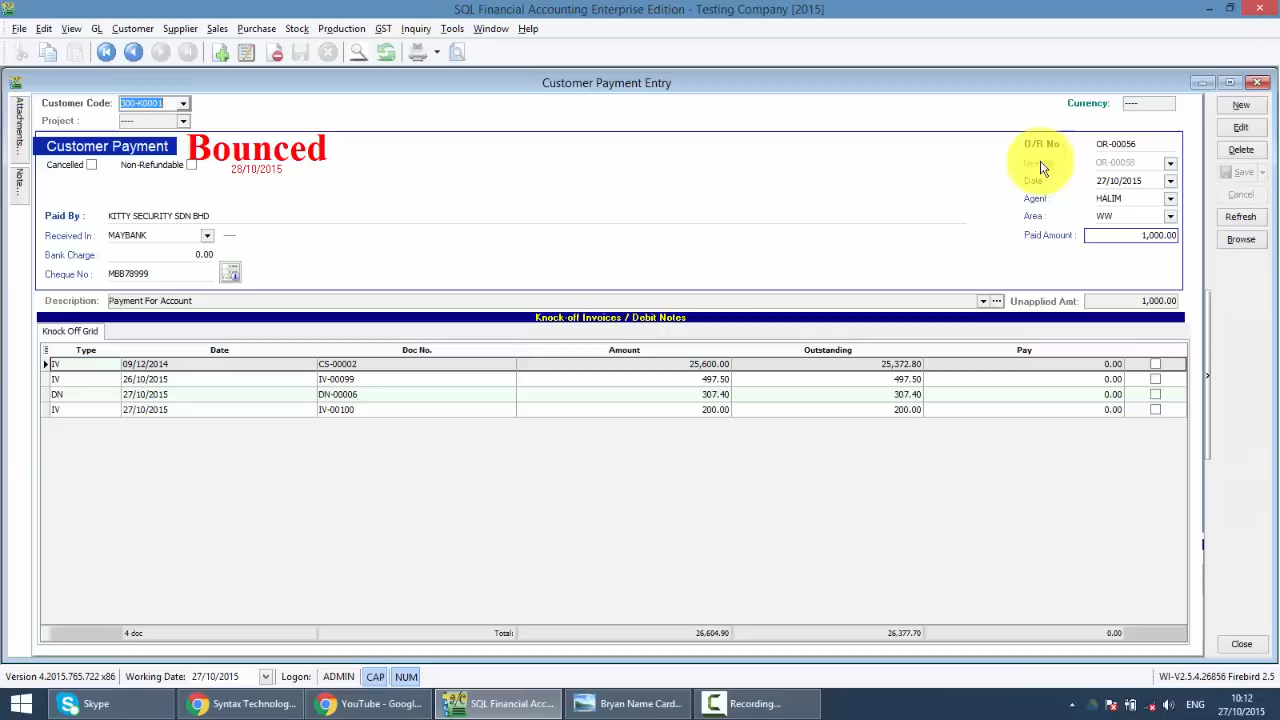 SQL Financial Accounting Enterprise Edition - Testing Company [2015]
File Edit View GL Customer Supplier Sales Purchase Stock Production GST Inquiry Tools Window Help
Customer Payment Entry
Attachments...
Note...
Customer Code: 300-K0001
Currency: ----
Project : ----
Customer Payment
Bounced
28/10/2015
Cancelled
Non-Refundable
O/R No
OR-00056
OR-00058
Date
27/10/2015
Agent :
HALIM
Area :
WW
Paid Amount :
1,000.00
Paid By : KITTY SECURITY SDN BHD
Received In : MAYBANK ----
Bank Charge : 0.00
Cheque No : MBB78999
Description: Payment For Account
Unapplied Amt: 1,000.00
Knock-off Invoices / Debit Notes
Knock Off Grid
Type Date Doc No. Amount Outstanding Pay
IV 09/12/2014 CS-00002 25,600.00 25,372.80 0.00
IV 26/10/2015 IV-00099 497.50 497.50 0.00
DN 27/10/2015 DN-00006 307.40 307.40 0.00
IV 27/10/2015 IV-00100 200.00 200.00 0.00
4 doc Total: 26,604.90 26,377.70 0.00
New
Edit
Delete
Save
Cancel
Refresh
Browse
Close
Version 4.2015.765.722 x86 Working Date: 27/10/2015 Logon: ADMIN CAP NUM WI-V2.5.4.26856 Firebird 2.5
Skype
Syntax Technolog...
YouTube - Googl...
SQL Financial Acc...
Bryan Name Card...
Recording...
ENG
10:12
27/10/2015